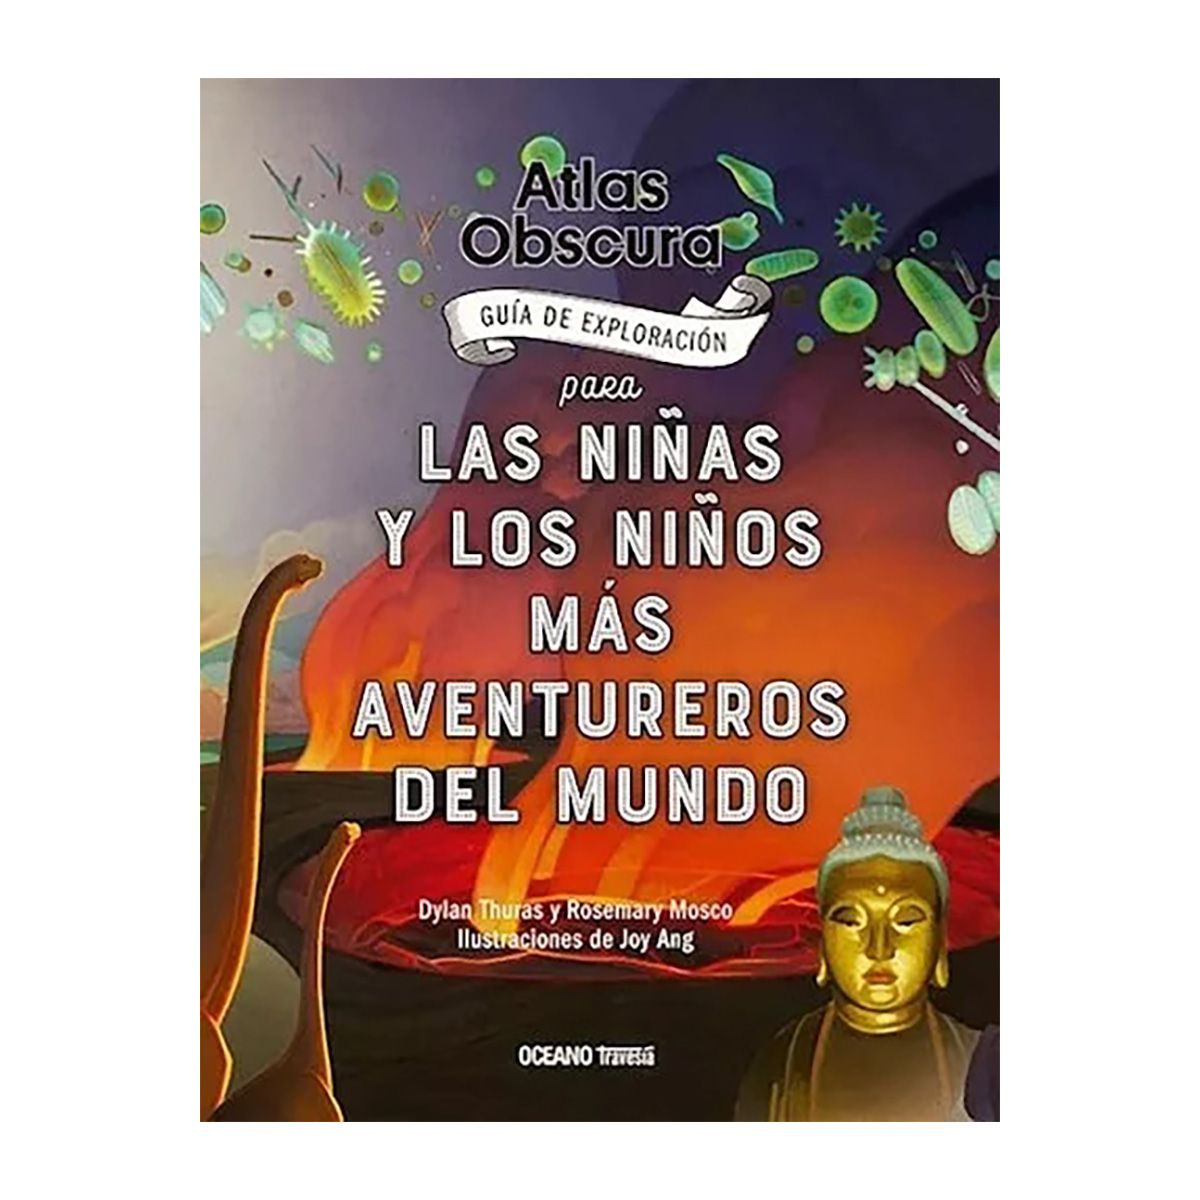 Atlas
Obscura
GUÍA DE EXPLORACIÓN
para
LAS NIÑAS
Y LOS NIÑOS
MÁS
AVENTUREROS
DEL MUNDO
Dylan Thuras y Rosemary Mosco
Ilustraciones de Joy Ang
OCEANO travesía